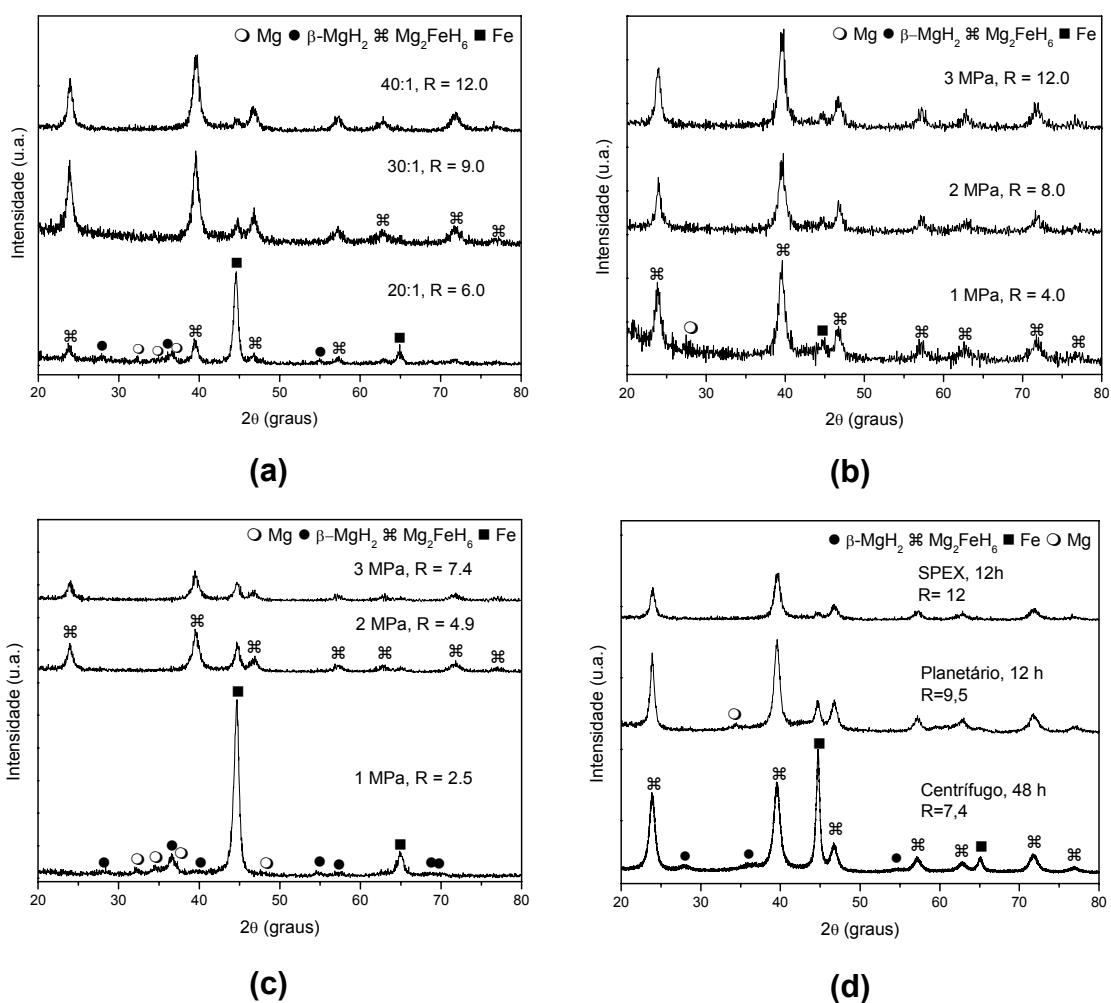 ○ Mg ● β-MgH₂ ⌘ Mg₂FeH₆ ■ Fe
40:1, R = 12.0
30:1, R = 9.0
⌘ ⌘ ⌘
■
20:1, R = 6.0
⌘ ● ○ ○ ● ○ ⌘ ⌘ ● ⌘ ■
Intensidade (u.a.)
20 30 40 50 60 70 80
2θ (graus)
(a)
○ Mg ● β–MgH₂ ⌘ Mg₂FeH₆ ■ Fe
3 MPa, R = 12.0
2 MPa, R = 8.0
1 MPa, R = 4.0
⌘ ○ ⌘ ■ ⌘ ⌘ ⌘ ⌘ ⌘
Intensidade (u.a.)
20 30 40 50 60 70 80
2θ (graus)
(b)
○ Mg ● β–MgH₂ ⌘ Mg₂FeH₆ ■ Fe
3 MPa, R = 7.4
2 MPa, R = 4.9
⌘ ⌘ ⌘ ⌘ ⌘ ⌘ ⌘
■
1 MPa, R = 2.5
● ○ ○ ● ○ ● ○ ● ● ■ ● ●
Intensidade (u.a.)
20 30 40 50 60 70 80
2θ (graus)
(c)
● β-MgH₂ ⌘ Mg₂FeH₆ ■ Fe ○ Mg
SPEX, 12h
R= 12
Planetário, 12 h
R=9,5
○
■
Centrífugo, 48 h
R=7,4
⌘ ● ● ⌘ ⌘ ● ⌘ ⌘ ■ ⌘ ⌘
Intensidade (u.a.)
20 30 40 50 60 70 80
2θ (graus)
(d)